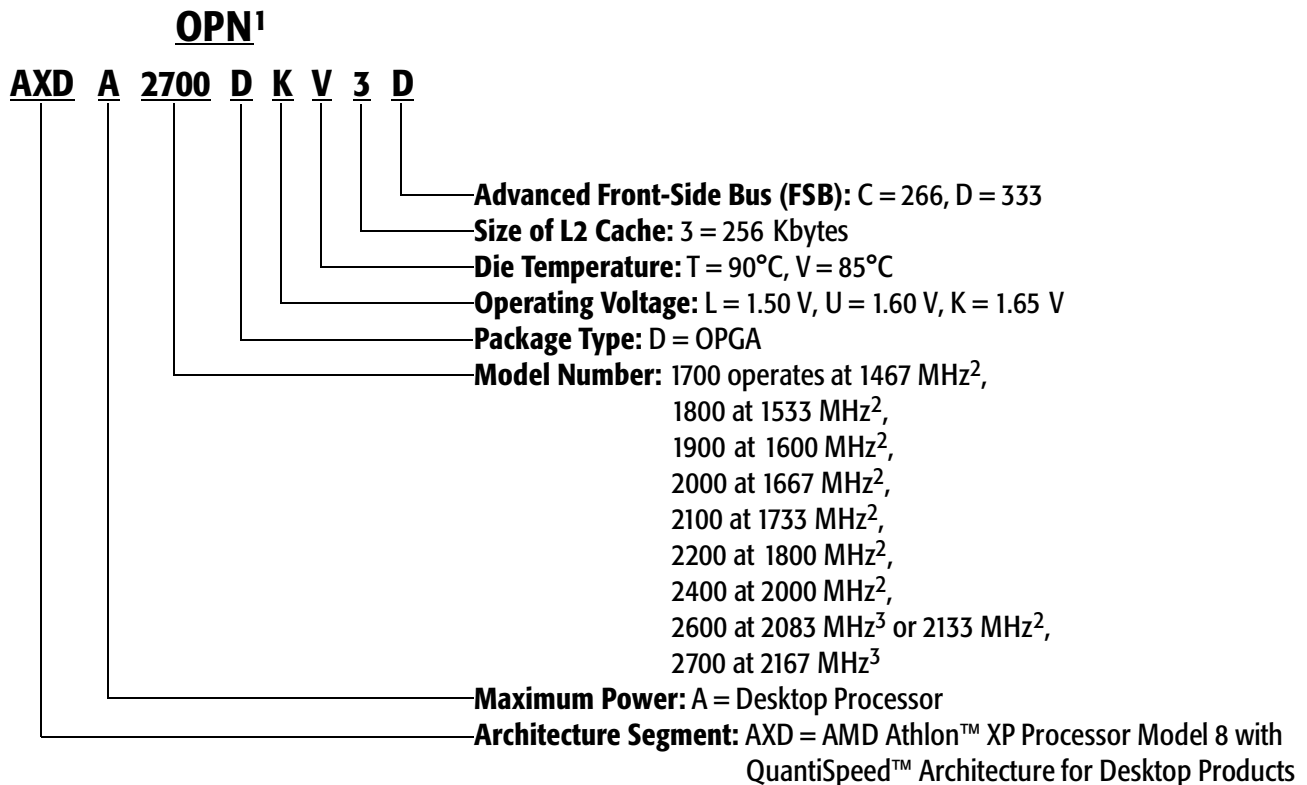 OPN1
AXD A 2700 D K V 3 D
Advanced Front-Side Bus (FSB): C = 266, D = 333
Size of L2 Cache: 3 = 256 Kbytes
Die Temperature: T = 90°C, V = 85°C
Operating Voltage: L = 1.50 V, U = 1.60 V, K = 1.65 V
Package Type: D = OPGA
Model Number: 1700 operates at 1467 MHz2,
1800 at 1533 MHz2,
1900 at 1600 MHz2,
2000 at 1667 MHz2,
2100 at 1733 MHz2,
2200 at 1800 MHz2,
2400 at 2000 MHz2,
2600 at 2083 MHz3 or 2133 MHz2,
2700 at 2167 MHz3
Maximum Power: A = Desktop Processor
Architecture Segment: AXD = AMD Athlon™ XP Processor Model 8 with
QuantiSpeed™ Architecture for Desktop Products